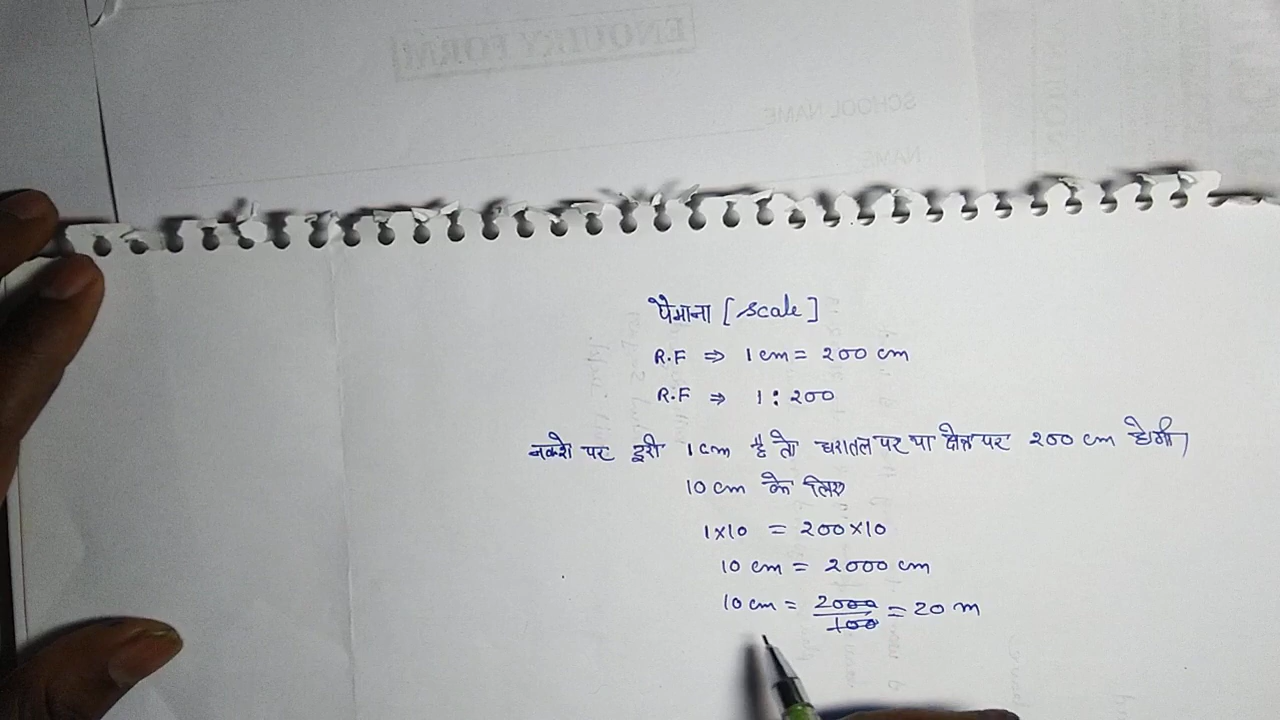 ENQUIRY FORM
SCHOOL NAME
NAME
पैमाना [scale]
R.F ⇒ 1 cm = 200 cm
R.F ⇒ 1 : 200
नक्शे पर दूरी 1 cm है तो धरातल पर या क्षेत्र पर 200 cm होगी।
10 cm के लिए
1×10 = 200×10
10 cm = 2000 cm
10 cm = 2000/100 = 20 m